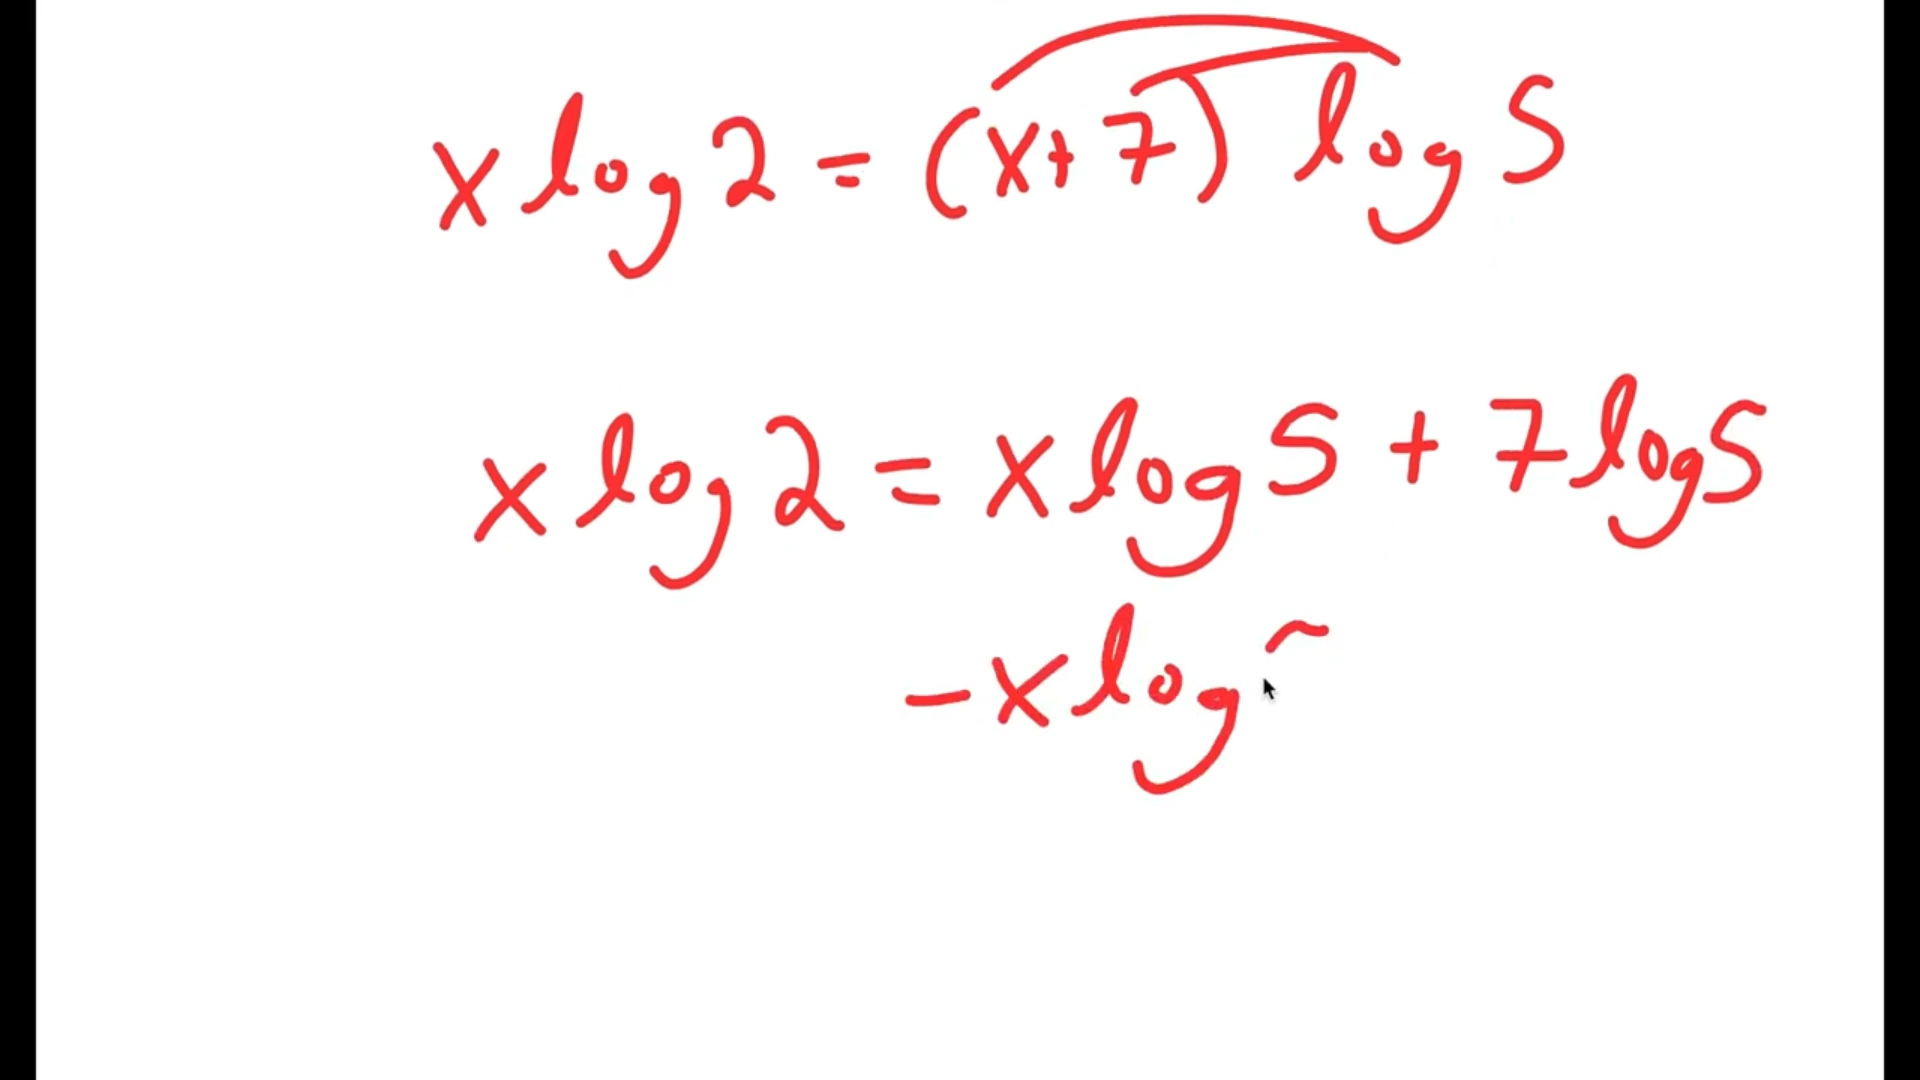 x log 2 = (x+7) log 5
x log 2 = x log 5 + 7 log 5
-x log